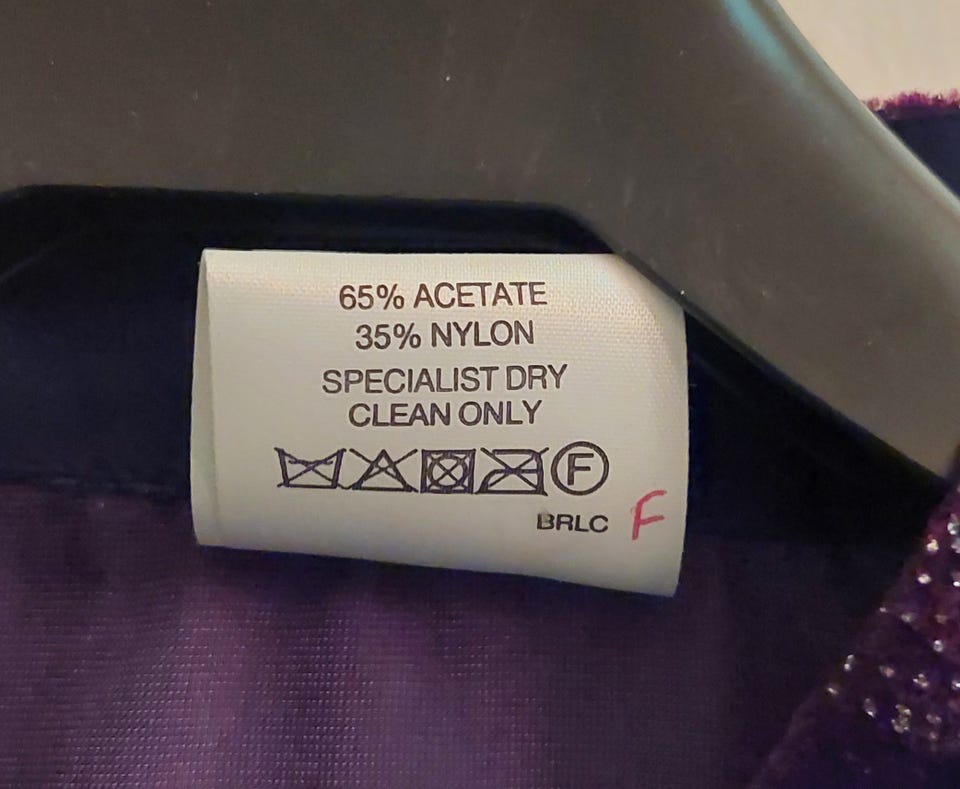 65% ACETATE
35% NYLON
SPECIALIST DRY
CLEAN ONLY
F
BRLC F